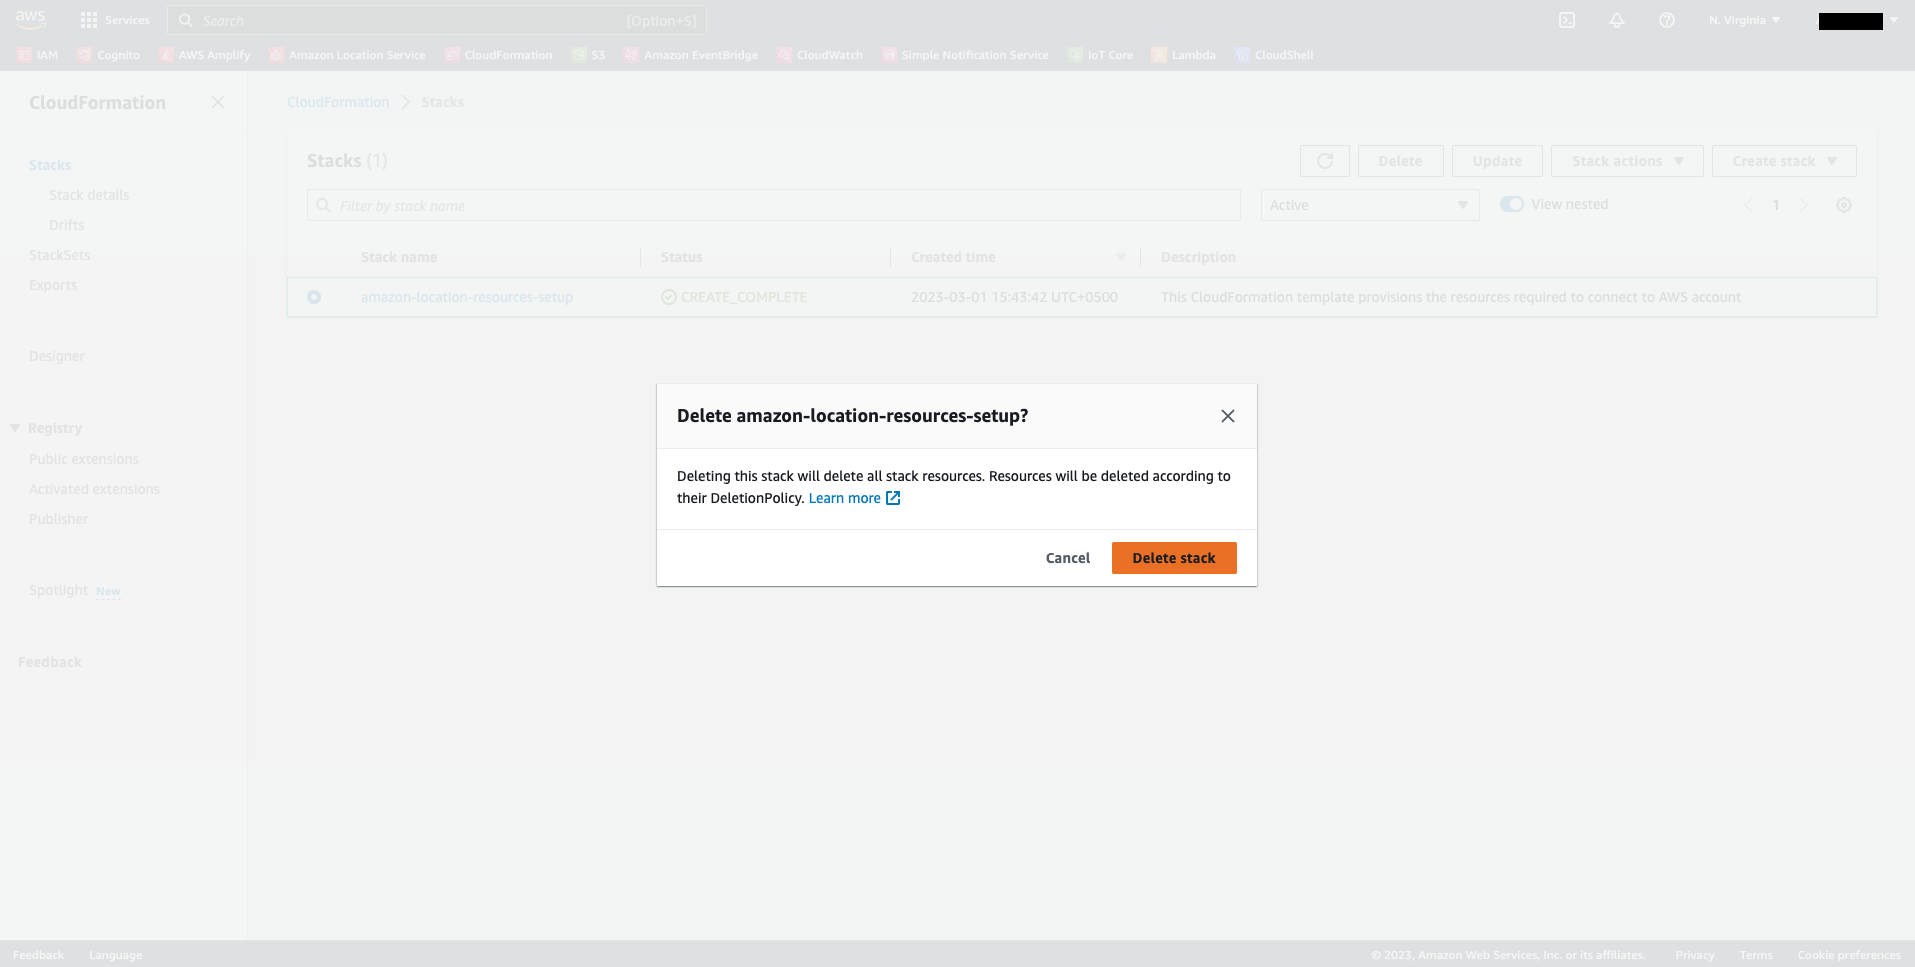 aws
Services
Search
[Option+S]
N. Virginia
IAM
Cognito
AWS Amplify
Amazon Location Service
CloudFormation
S3
Amazon EventBridge
CloudWatch
Simple Notification Service
IoT Core
Lambda
CloudShell
CloudFormation
Stacks
Stack details
Drifts
StackSets
Exports
Designer
Registry
Public extensions
Activated extensions
Publisher
Spotlight New
Feedback
CloudFormation
Stacks
Stacks (1)
Delete
Update
Stack actions
Create stack
Filter by stack name
Active
View nested
1
Stack name
Status
Created time
Description
amazon-location-resources-setup
CREATE_COMPLETE
2023-03-01 15:43:42 UTC+0500
This CloudFormation template provisions the resources required to connect to AWS account
Delete amazon-location-resources-setup?
Deleting this stack will delete all stack resources. Resources will be deleted according to
their DeletionPolicy. Learn more
Cancel
Delete stack
Feedback
Language
© 2023, Amazon Web Services, Inc. or its affiliates.
Privacy
Terms
Cookie preferences